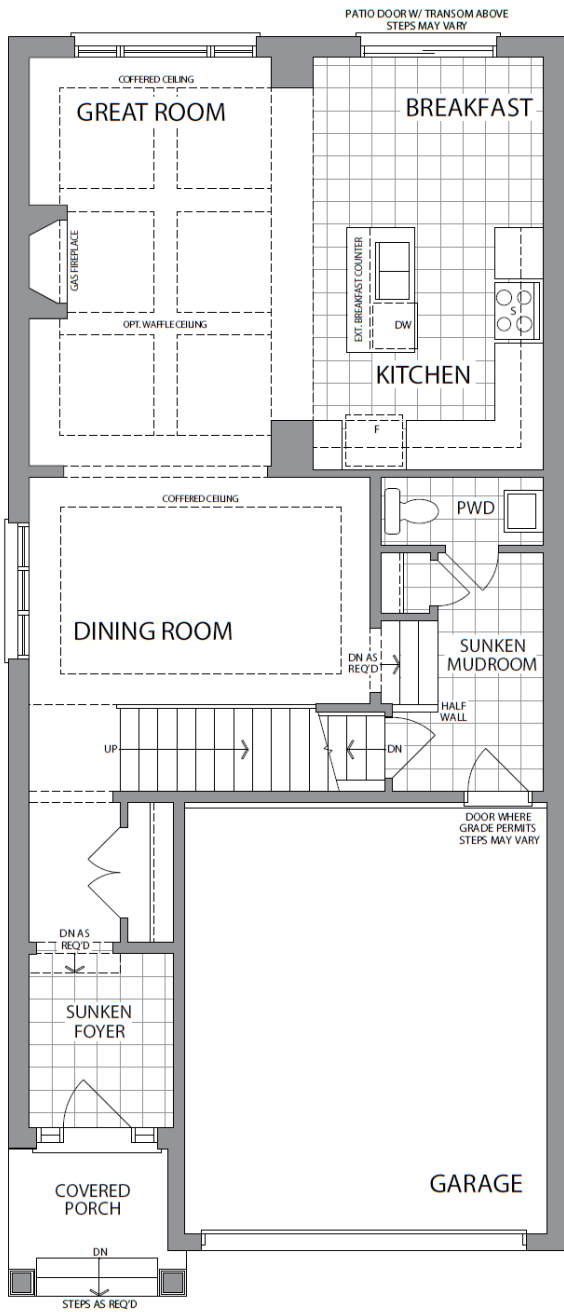 PATIO DOOR W/ TRANSOM ABOVE
STEPS MAY VARY
COFFERED CEILING
GREAT ROOM
BREAKFAST
GAS FIREPLACE
EXT. BREAKFAST COUNTER
DW
S
OPT. WAFFLE CEILING
KITCHEN
F
COFFERED CEILING
PWD
DINING ROOM
DN AS
REQ'D
SUNKEN
MUDROOM
HALF
WALL
UP
DN
DOOR WHERE
GRADE PERMITS
STEPS MAY VARY
DN AS
REQ'D
SUNKEN
FOYER
GARAGE
COVERED
PORCH
DN
STEPS AS REQ'D